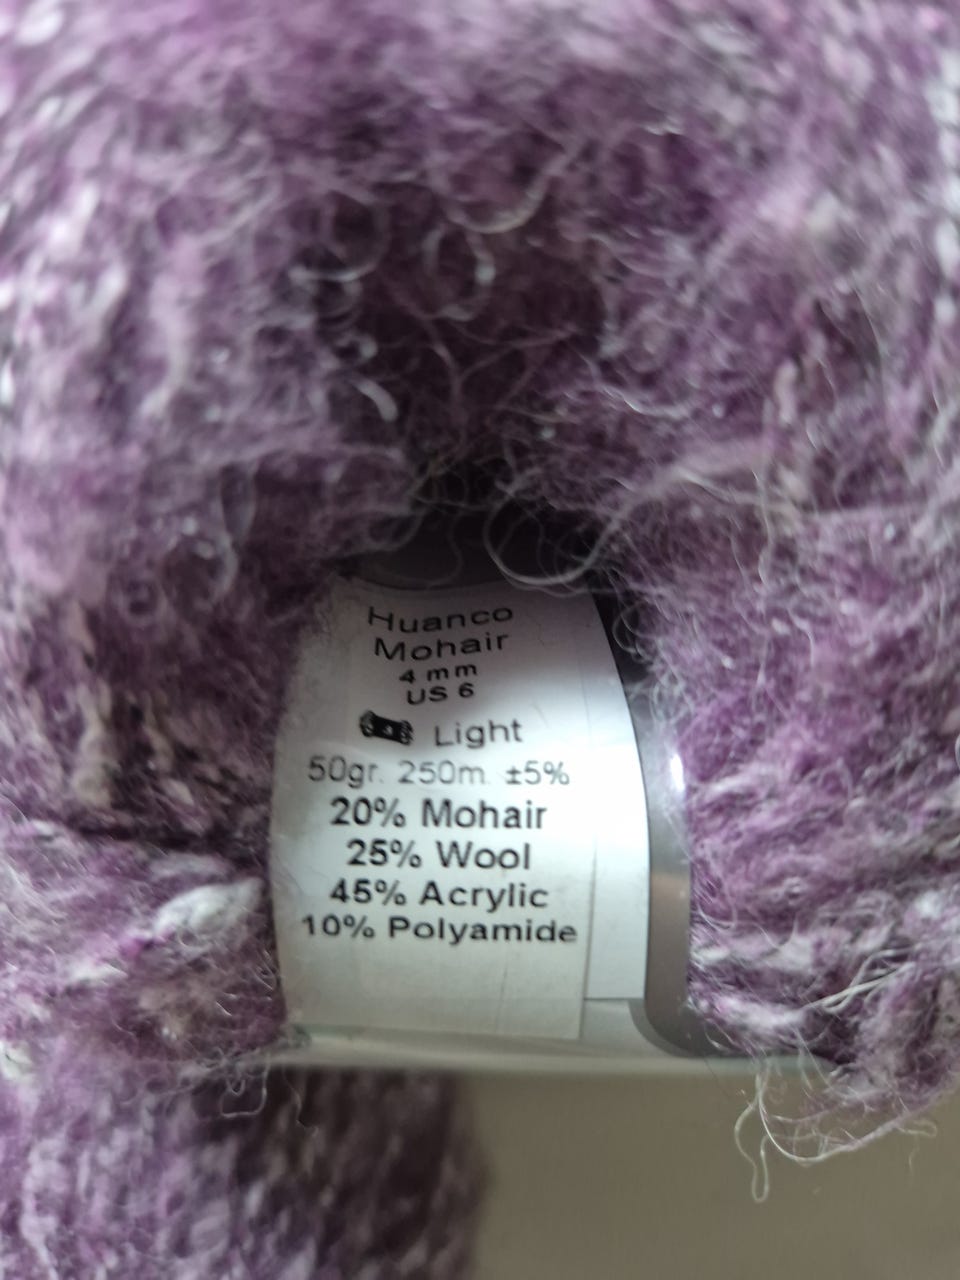 Huanco
Mohair
4 mm
US 6
Light
50gr. 250m. ±5%
20% Mohair
25% Wool
45% Acrylic
10% Polyamide